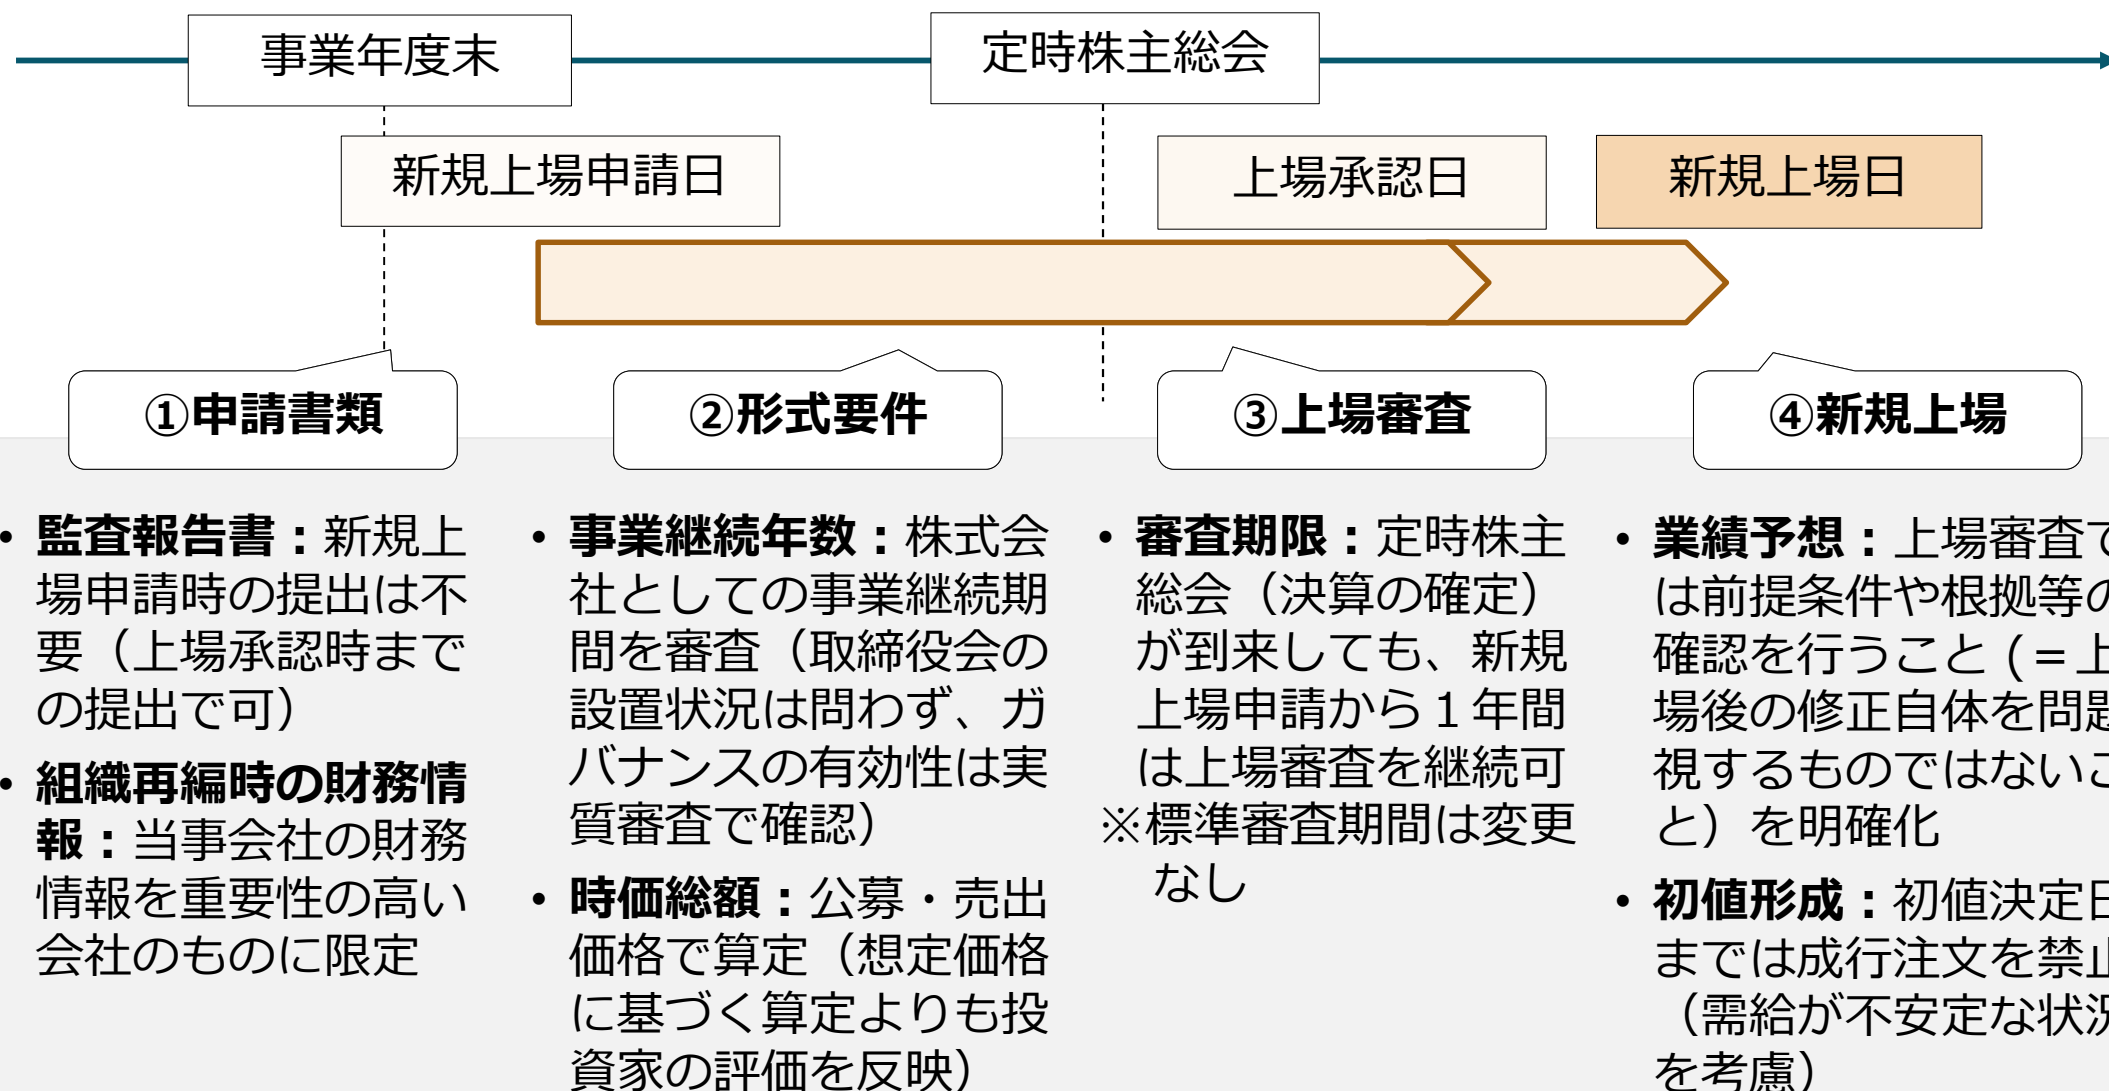 事業年度末
定時株主総会
新規上場申請日
上場承認日
新規上場日
①申請書類
②形式要件
③上場審査
④新規上場
• 監査報告書：新規上
場申請時の提出は不
要（上場承認時まで
の提出で可）
• 組織再編時の財務情
報：当事会社の財務
情報を重要性の高い
会社のものに限定
• 事業継続年数：株式会
社としての事業継続期
間を審査（取締役会の
設置状況は問わず、ガ
バナンスの有効性は実
質審査で確認）
• 時価総額：公募・売出
価格で算定（想定価格
に基づく算定よりも投
資家の評価を反映）
• 審査期限：定時株主
総会（決算の確定）
が到来しても、新規
上場申請から１年間
は上場審査を継続可
※標準審査期間は変更
なし
• 業績予想：上場審査で
は前提条件や根拠等の
確認を行うこと(＝上
場後の修正自体を問題
視するものではないこ
と）を明確化
• 初値形成：初値決定日
までは成行注文を禁止
（需給が不安定な状況
を考慮）